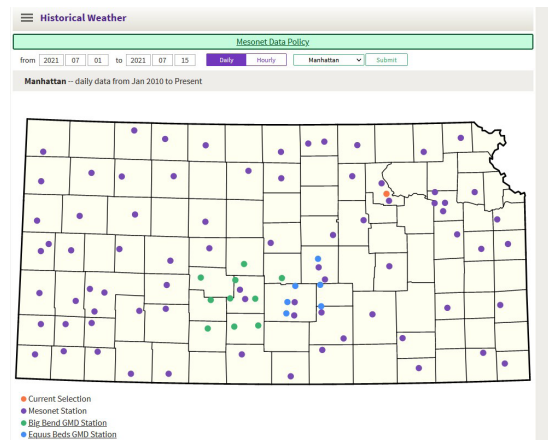 Historical Weather
Mesonet Data Policy
from 2021 07 01 to 2021 07 15 Daily Hourly Manhattan Submit
Manhattan -- daily data from Jan 2010 to Present
Current Selection
Mesonet Station
Big Bend GMD Station
Equus Beds GMD Station